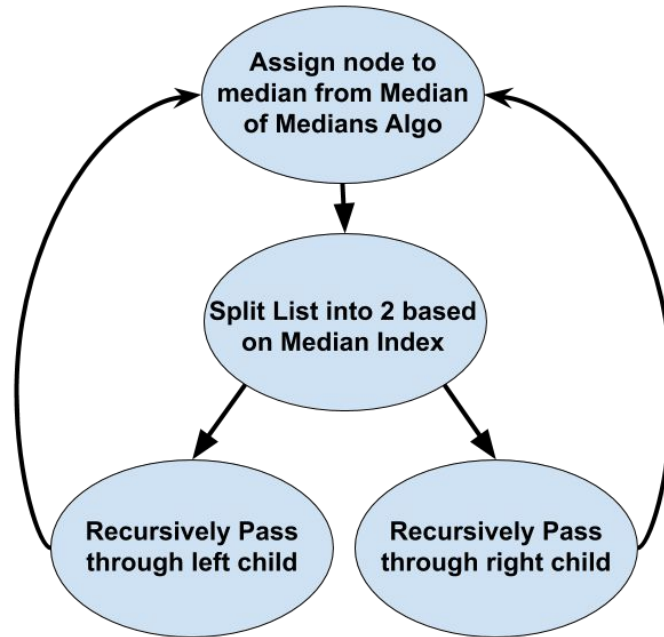 Assign node to
median from Median
of Medians Algo
Split List into 2 based
on Median Index
Recursively Pass
through left child
Recursively Pass
through right child